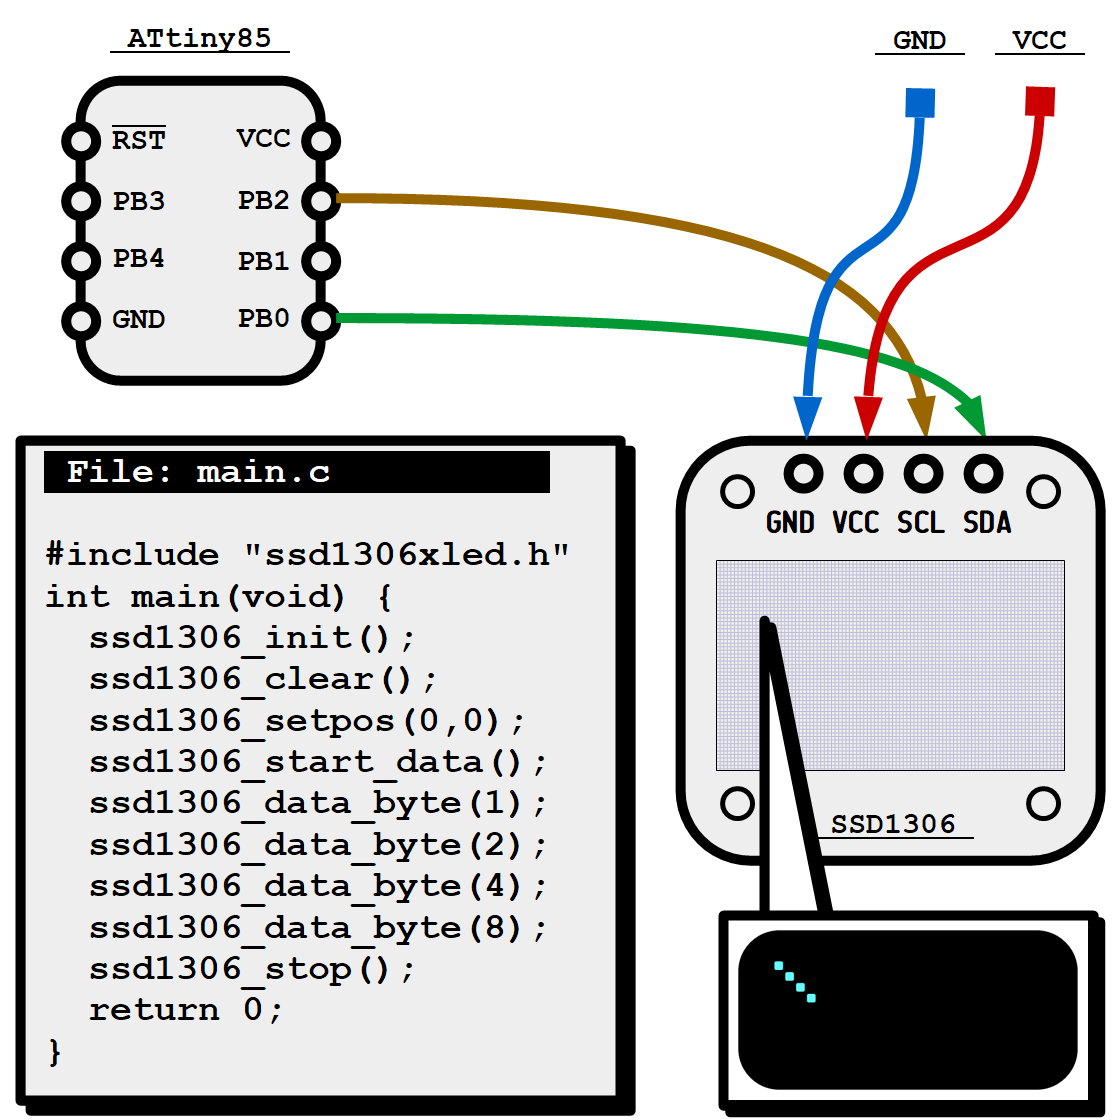 ATtiny85
GND VCC
RST VCC
PB3 PB2
PB4 PB1
GND PB0
File: main.c
#include "ssd1306xled.h"
int main(void) {
  ssd1306_init();
  ssd1306_clear();
  ssd1306_setpos(0,0);
  ssd1306_start_data();
  ssd1306_data_byte(1);
  ssd1306_data_byte(2);
  ssd1306_data_byte(4);
  ssd1306_data_byte(8);
  ssd1306_stop();
  return 0;
}
GND VCC SCL SDA
SSD1306